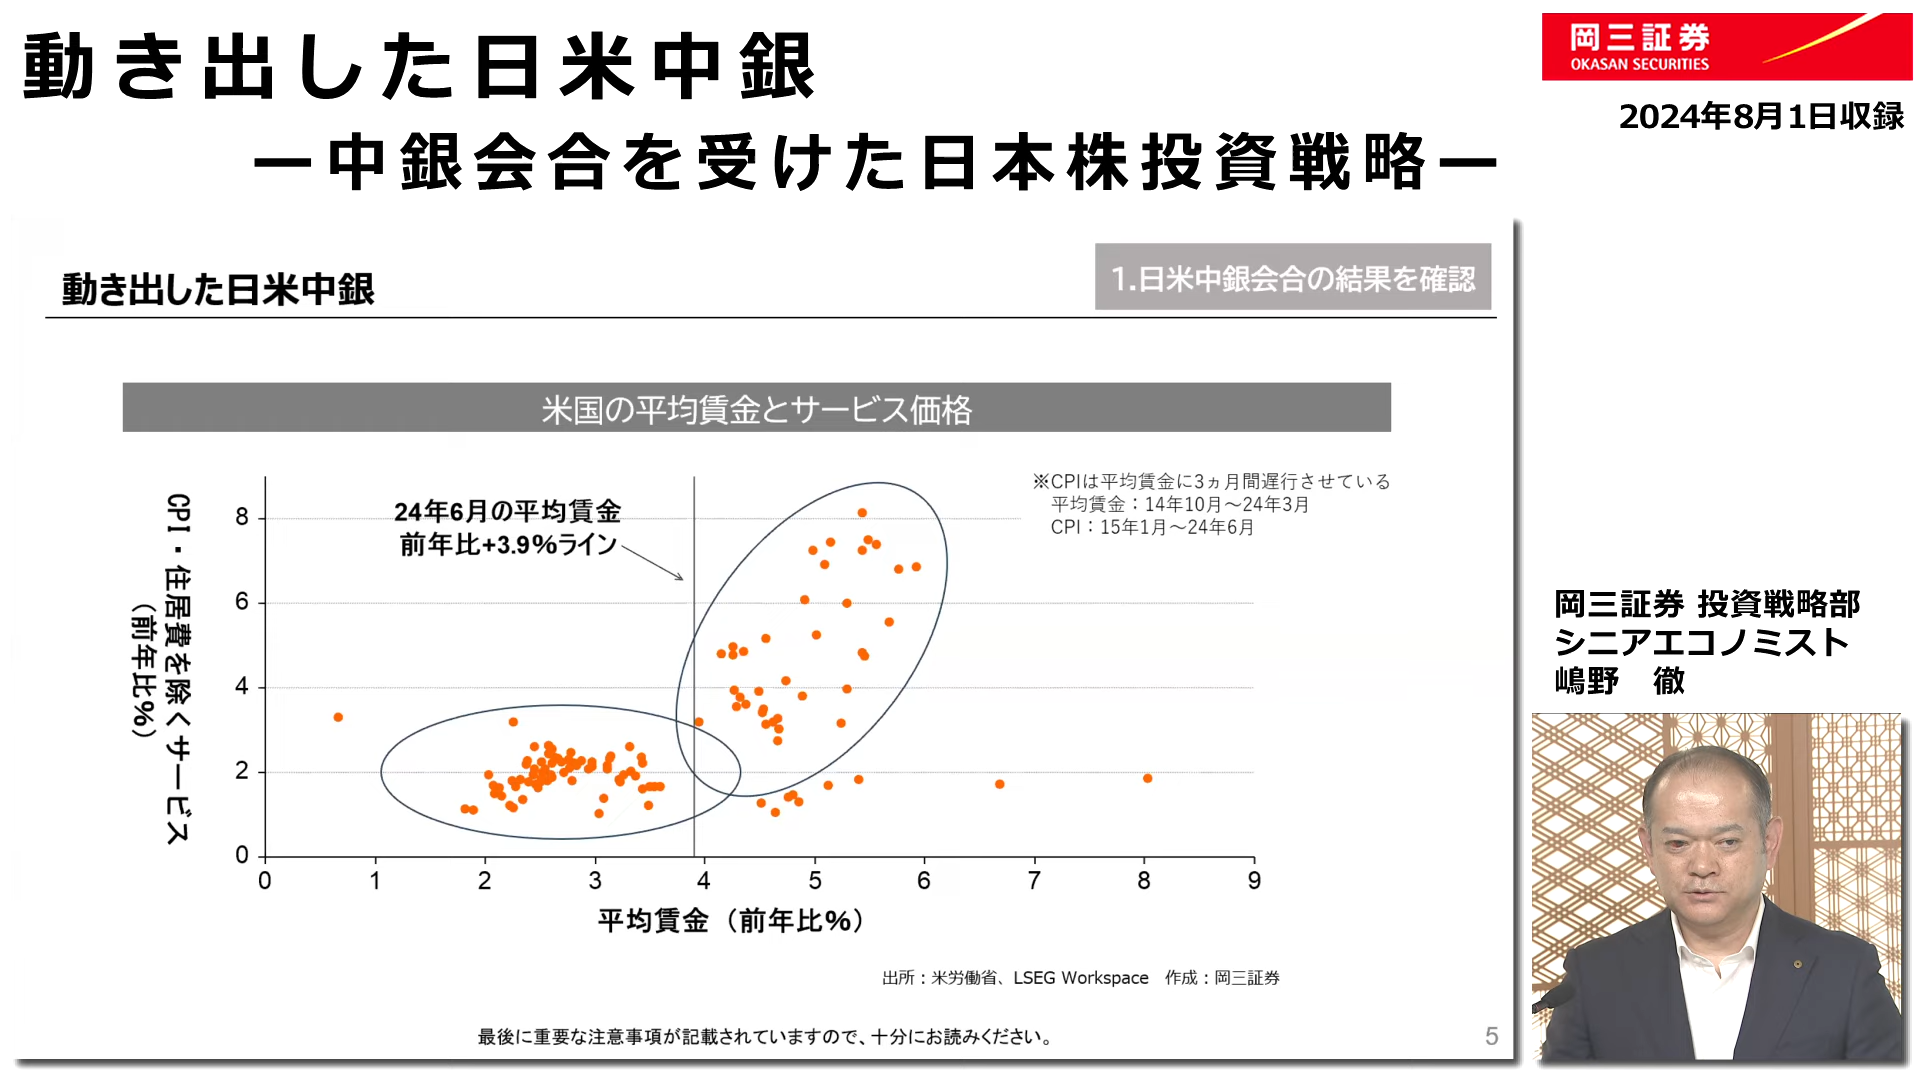 動き出した日米中銀
ー中銀会合を受けた日本株投資戦略ー
岡三証券
OKASAN SECURITIES
2024年8月1日収録
動き出した日米中銀
1.日米中銀会合の結果を確認
米国の平均賃金とサービス価格
24年6月の平均賃金
前年比+3.9%ライン
※CPIは平均賃金に3ヵ月間遅行させている
平均賃金：14年10月～24年3月
CPI：15年1月～24年6月
CPI・住居費を除くサービス
（前年比%）
8
6
4
2
0
0 1 2 3 4 5 6 7 8 9
平均賃金（前年比%）
出所：米労働省、LSEG Workspace　作成：岡三証券
最後に重要な注意事項が記載されていますので、十分にお読みください。
5
岡三証券 投資戦略部
シニアエコノミスト
嶋野　徹